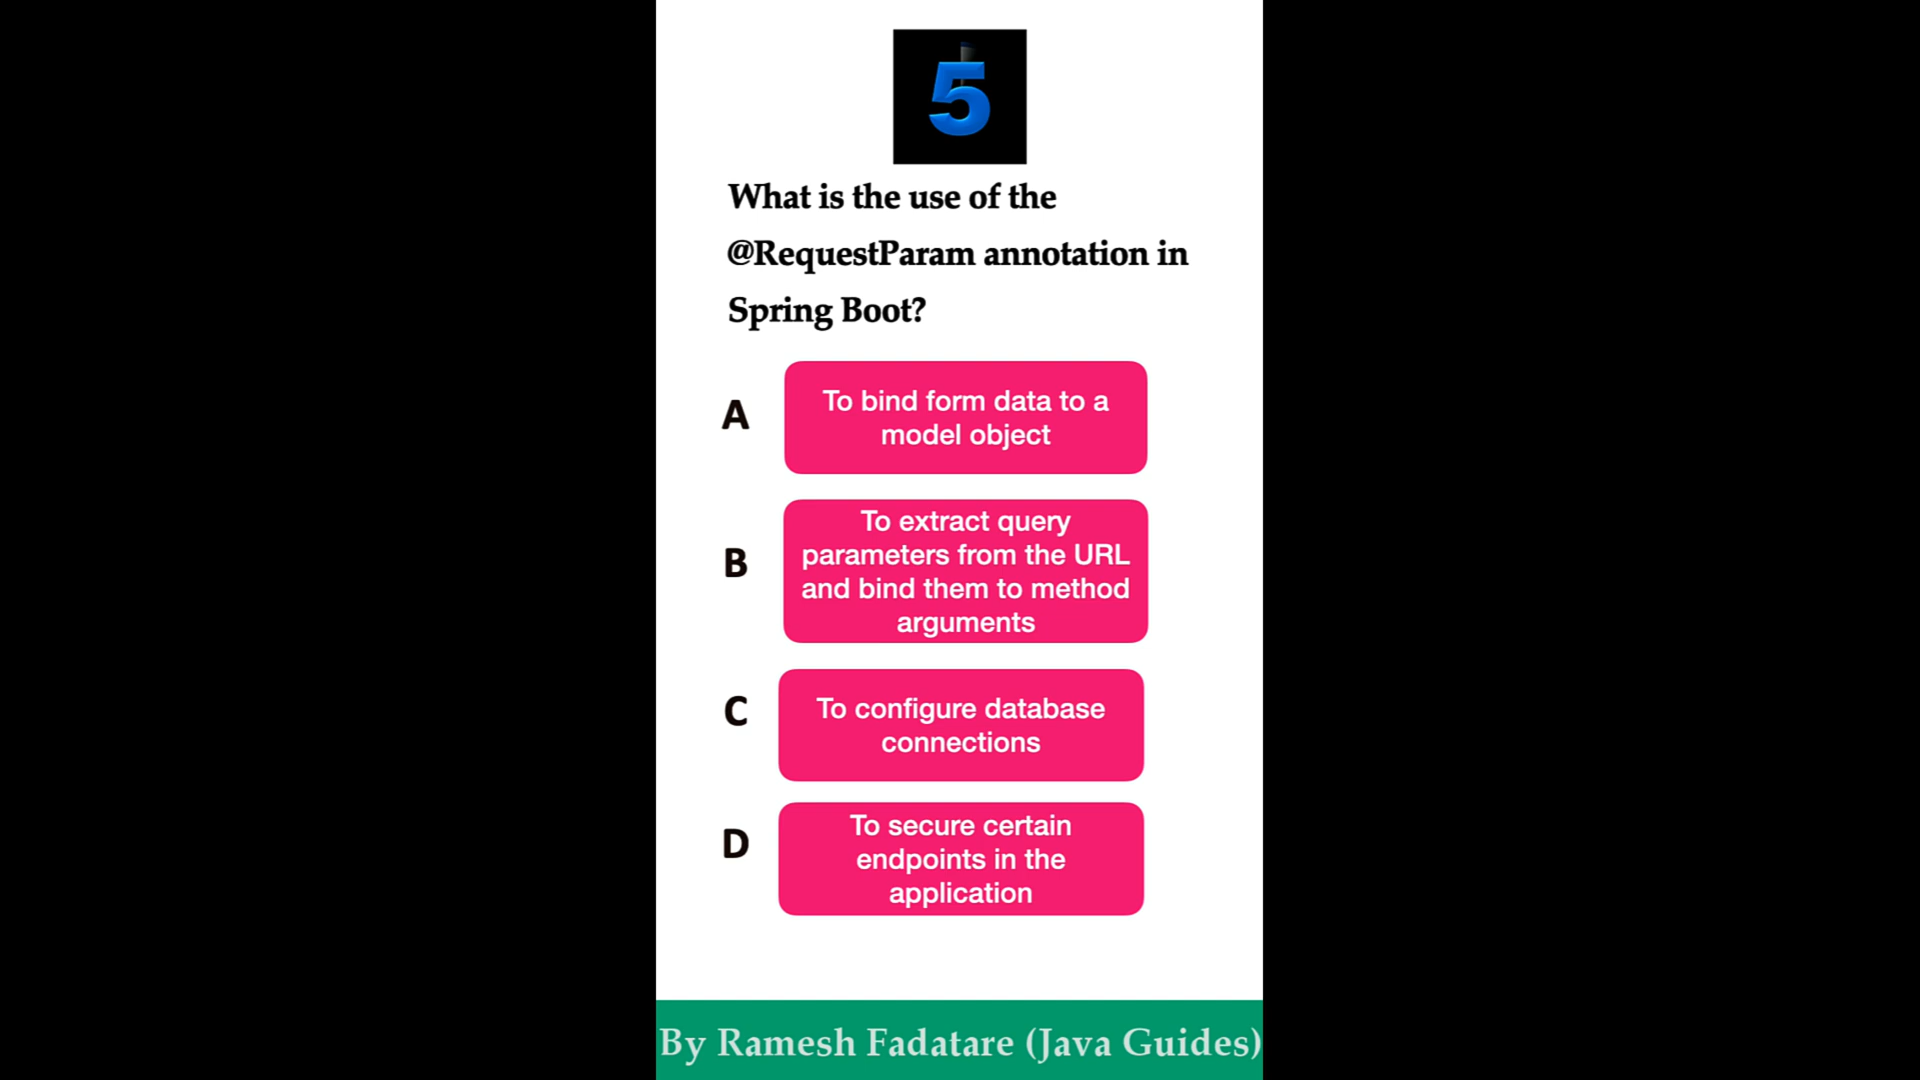 5
What is the use of the
@RequestParam annotation in
Spring Boot?
A
To bind form data to a
model object
B
To extract query
parameters from the URL
and bind them to method
arguments
C
To configure database
connections
D
To secure certain
endpoints in the
application
By Ramesh Fadatare (Java Guides)